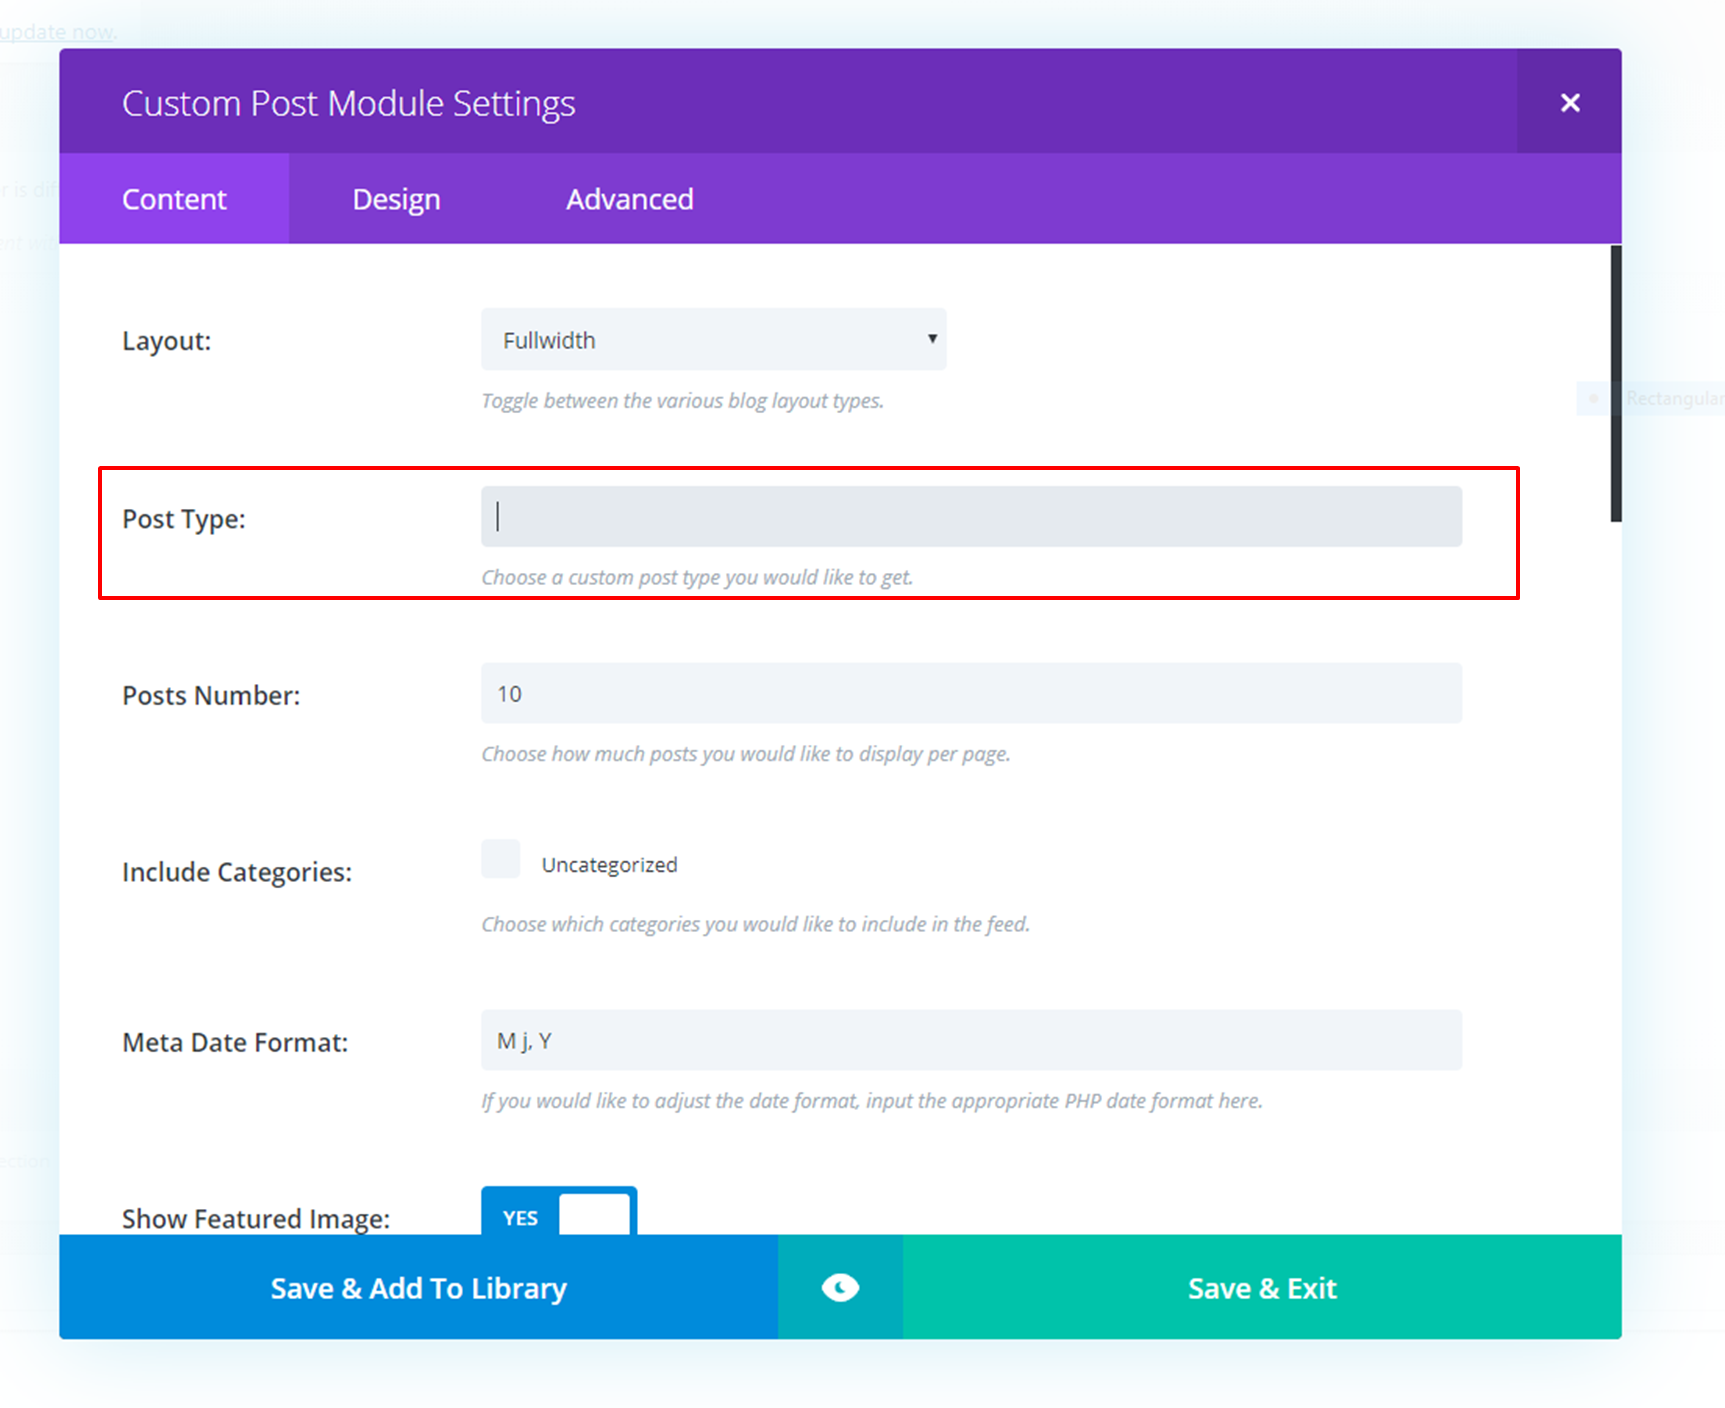 update now.
Custom Post Module Settings
Content Design Advanced
Layout:
Fullwidth
Toggle between the various blog layout types.
Rectangular
Post Type:
Choose a custom post type you would like to get.
Posts Number:
10
Choose how much posts you would like to display per page.
Include Categories:
Uncategorized
Choose which categories you would like to include in the feed.
Meta Date Format:
M j, Y
If you would like to adjust the date format, input the appropriate PHP date format here.
Show Featured Image:
YES
Save & Add To Library
Save & Exit